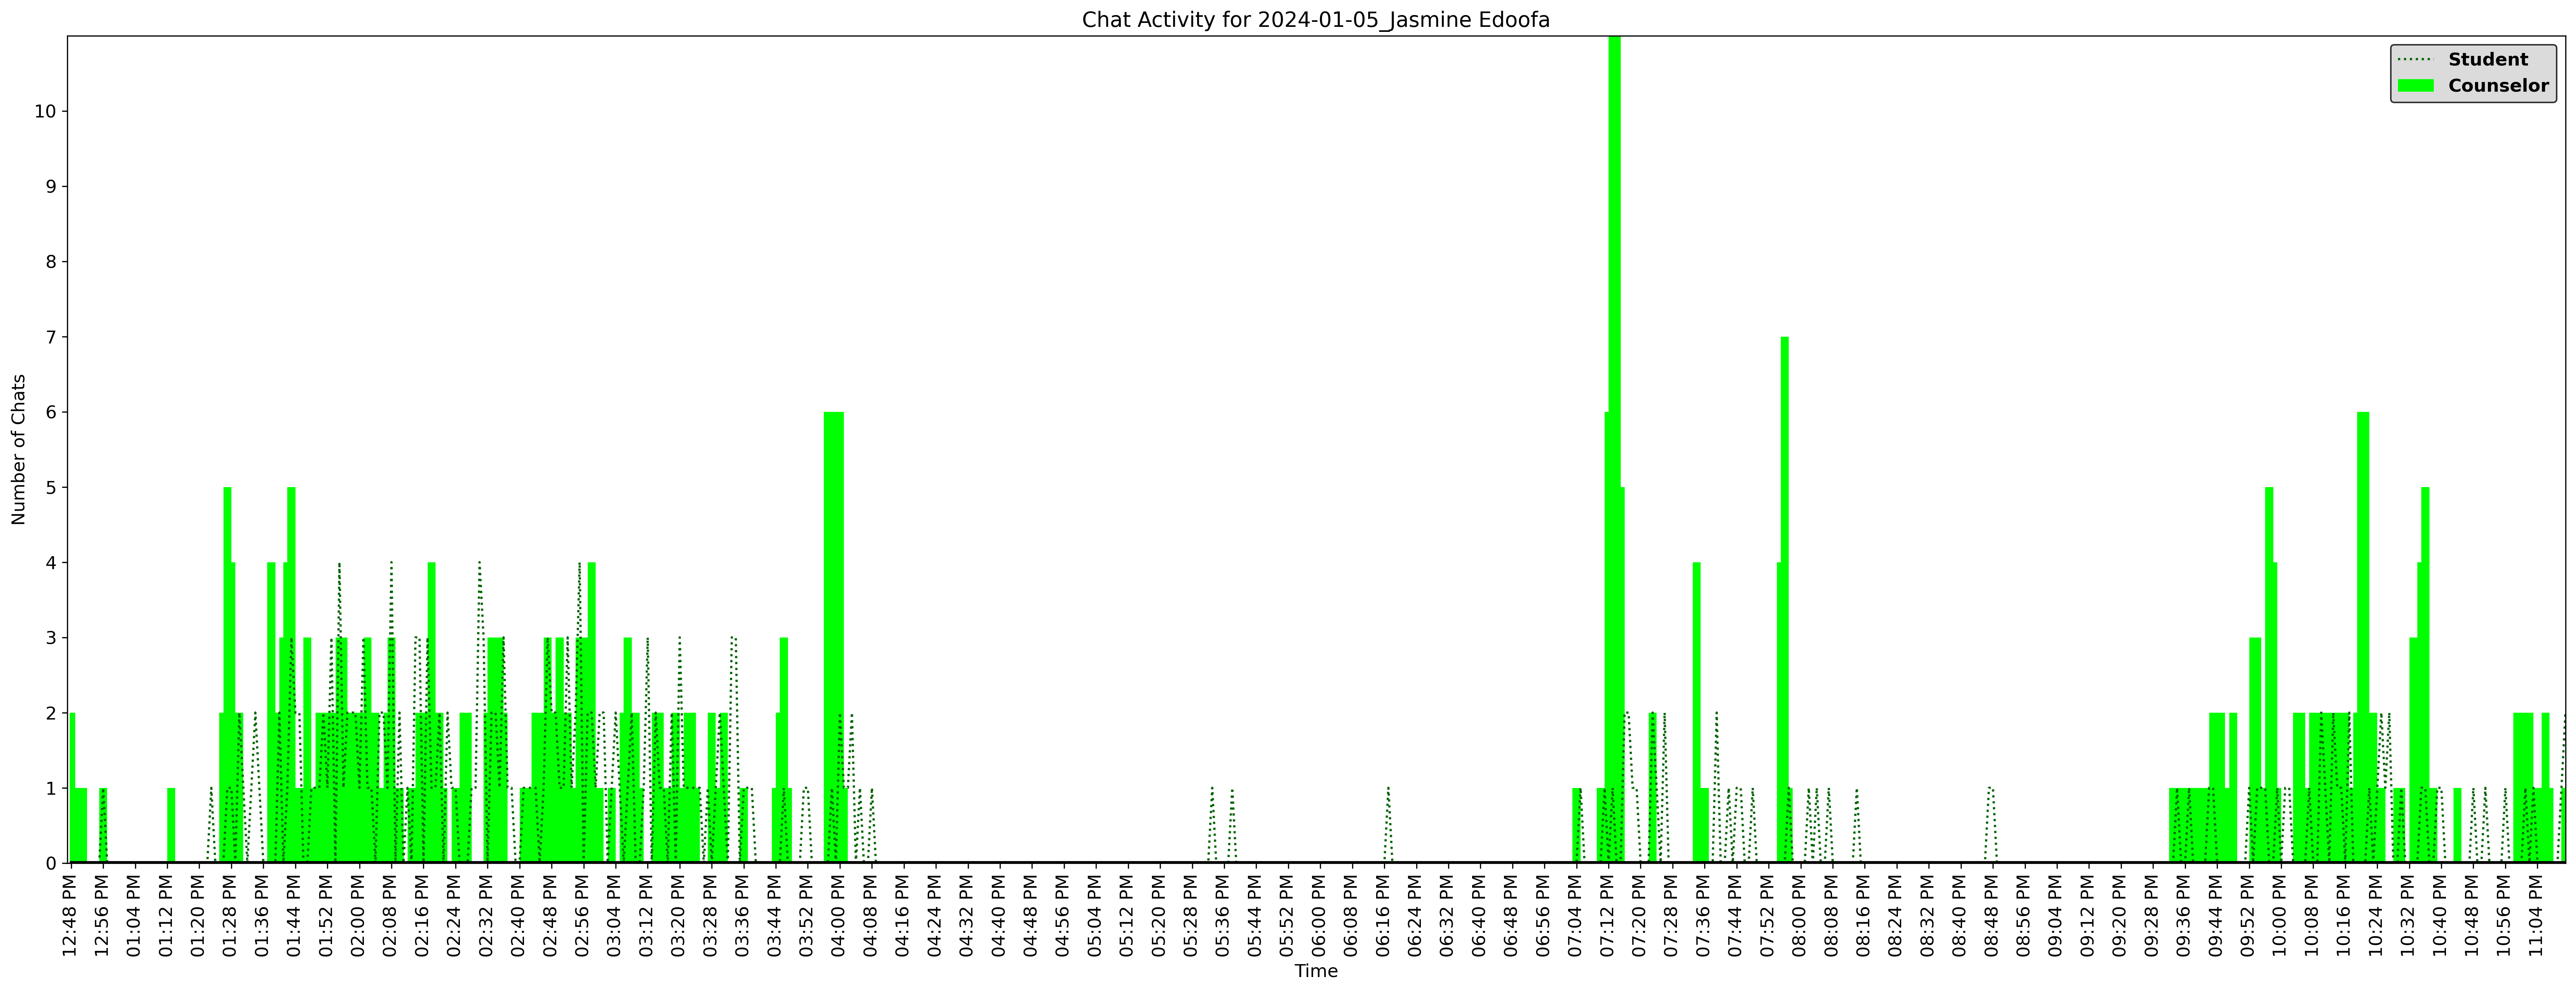 Chat Activity for 2024-01-05_Jasmine Edoofa
Student
Counselor
Number of Chats
10
9
8
7
6
5
4
3
2
1
0
12:48 PM
12:56 PM
01:04 PM
01:12 PM
01:20 PM
01:28 PM
01:36 PM
01:44 PM
01:52 PM
02:00 PM
02:08 PM
02:16 PM
02:24 PM
02:32 PM
02:40 PM
02:48 PM
02:56 PM
03:04 PM
03:12 PM
03:20 PM
03:28 PM
03:36 PM
03:44 PM
03:52 PM
04:00 PM
04:08 PM
04:16 PM
04:24 PM
04:32 PM
04:40 PM
04:48 PM
04:56 PM
05:04 PM
05:12 PM
05:20 PM
05:28 PM
05:36 PM
05:44 PM
05:52 PM
06:00 PM
06:08 PM
06:16 PM
06:24 PM
06:32 PM
06:40 PM
06:48 PM
06:56 PM
07:04 PM
07:12 PM
07:20 PM
07:28 PM
07:36 PM
07:44 PM
07:52 PM
08:00 PM
08:08 PM
08:16 PM
08:24 PM
08:32 PM
08:40 PM
08:48 PM
08:56 PM
09:04 PM
09:12 PM
09:20 PM
09:28 PM
09:36 PM
09:44 PM
09:52 PM
10:00 PM
10:08 PM
10:16 PM
10:24 PM
10:32 PM
10:40 PM
10:48 PM
10:56 PM
11:04 PM
Time